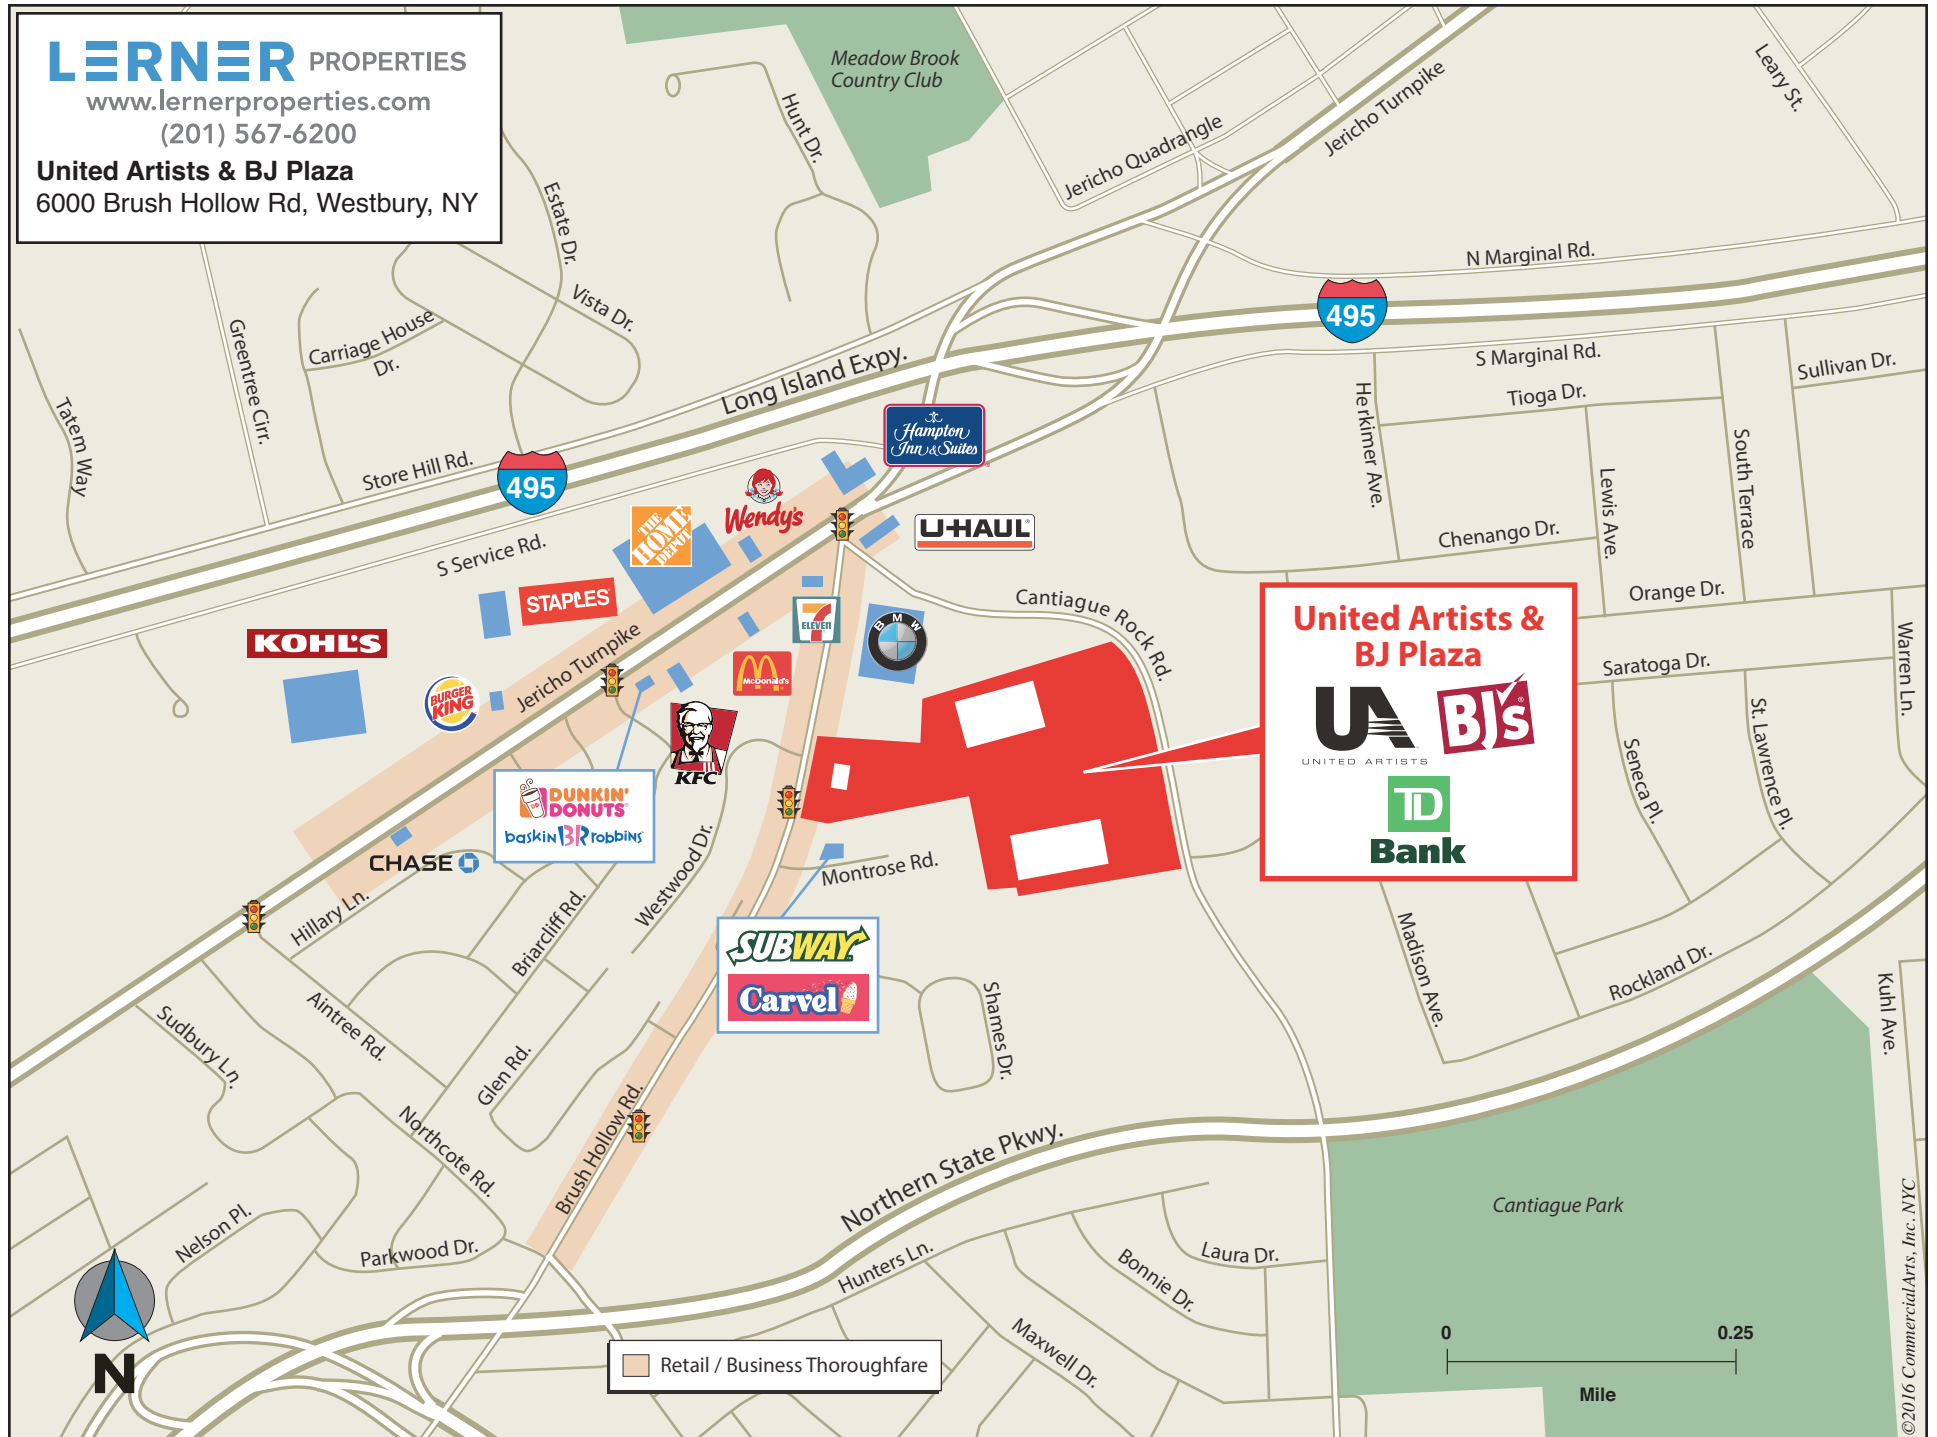 LERNER PROPERTIES
www.lernerproperties.com
(201) 567-6200
United Artists & BJ Plaza
6000 Brush Hollow Rd, Westbury, NY
Meadow Brook
Country Club
Hunt Dr.
Jericho Quadrangle
Jericho Turnpike
Leary St.
Estate Dr.
Vista Dr.
N Marginal Rd.
495
S Marginal Rd.
Sullivan Dr.
Tioga Dr.
Greentree Cirr.
Carriage House
Dr.
Long Island Expy.
Herkimer Ave.
Tatem Way
Store Hill Rd.
495
Hampton
Inn & Suites
South Terrace
Lewis Ave.
Wendy's
THE
HOME
DEPOT
U-HAUL
Chenango Dr.
S Service Rd.
STAPLES
7
ELEVEN
BMW
Cantiague Rock Rd.
Orange Dr.
KOHL'S
Jericho Turnpike
McDonald's
BURGER
KING
KFC
Saratoga Dr.
Warren Ln.
United Artists &
BJ Plaza
UA
UNITED ARTISTS
BJ's
TD
Bank
Seneca Pl.
St. Lawrence Pl.
DUNKIN'
DONUTS
DD
baskin BR robbins
CHASE
Westwood Dr.
Montrose Rd.
Hillary Ln.
Briarcliff Rd.
SUBWAY
Carvel
Madison Ave.
Rockland Dr.
Kuhl Ave.
Shames Dr.
Aintree Rd.
Sudbury Ln.
Glen Rd.
Northcote Rd.
Brush Hollow Rd.
Northern State Pkwy.
Cantiague Park
Nelson Pl.
Parkwood Dr.
Hunters Ln.
Laura Dr.
Bonnie Dr.
Maxwell Dr.
N
Retail / Business Thoroughfare
0 0.25
Mile
©2016 CommercialArts, Inc. NYC